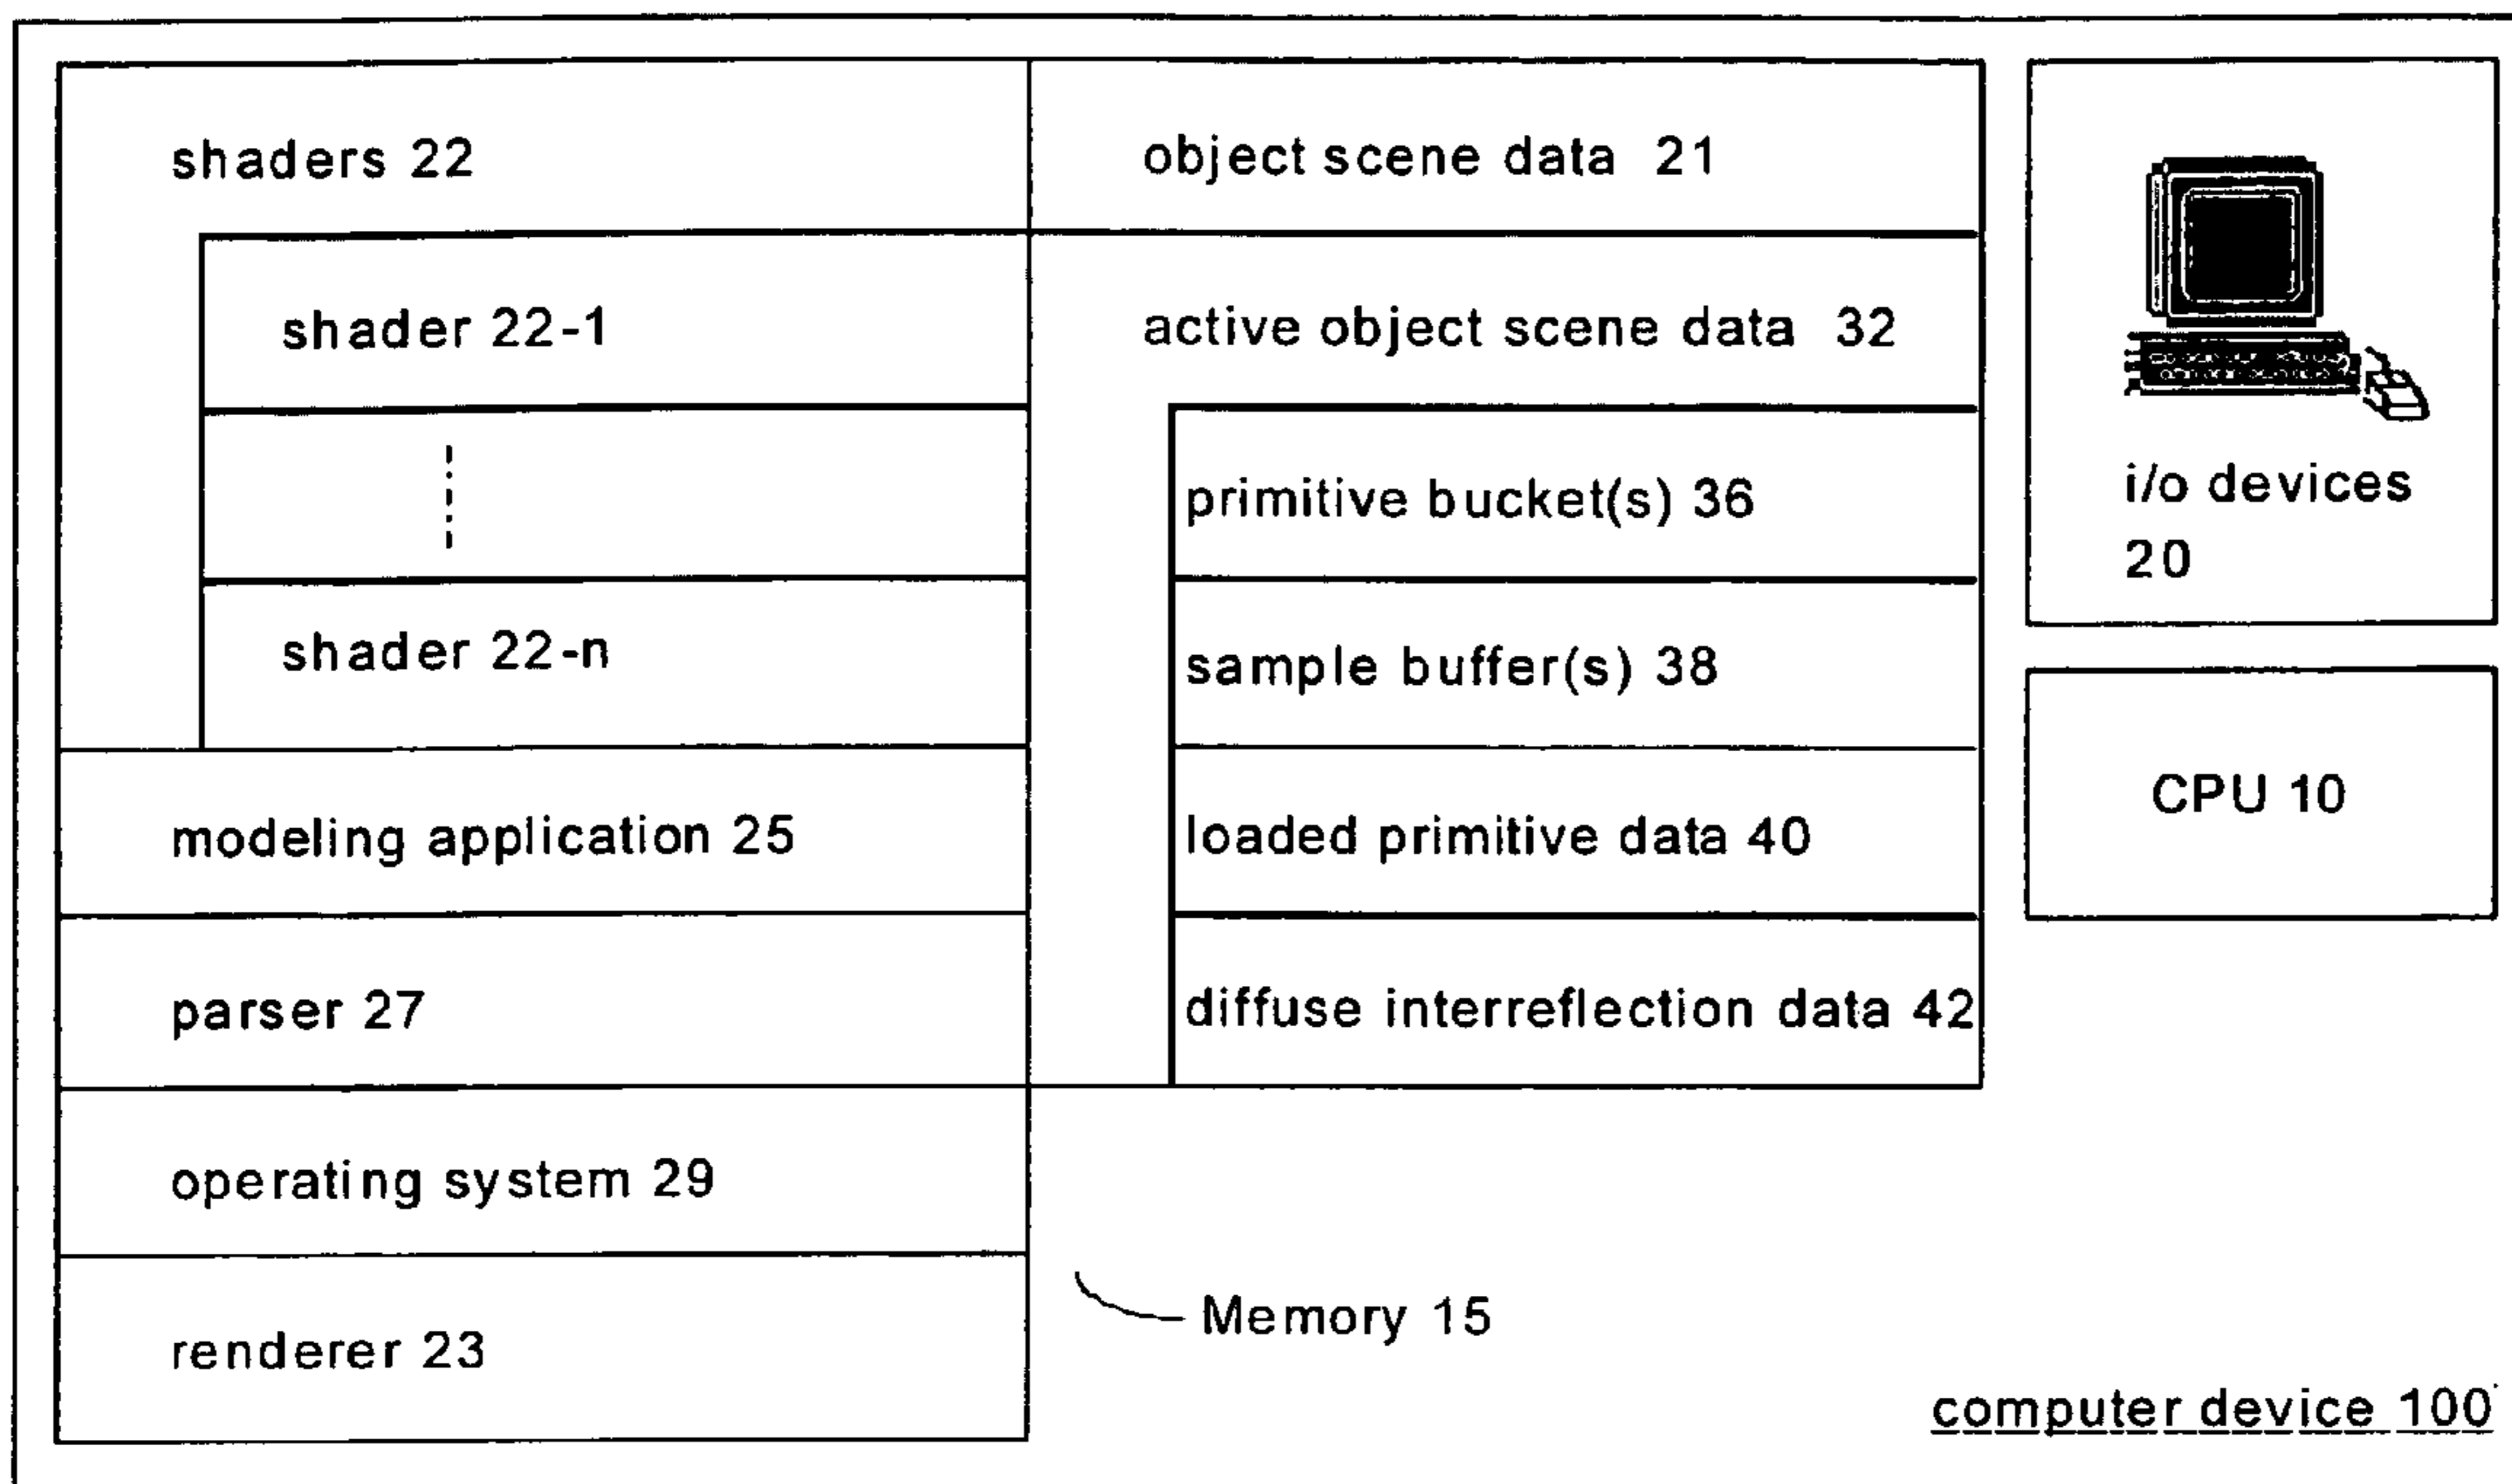 shaders 22
shader 22-1
shader 22-n
modeling application 25
parser 27
operating system 29
renderer 23
object scene data 21
active object scene data 32
primitive bucket(s) 36
sample buffer(s) 38
loaded primitive data 40
diffuse interreflection data 42
Memory 15
i/o devices
20
CPU 10
computer device 100